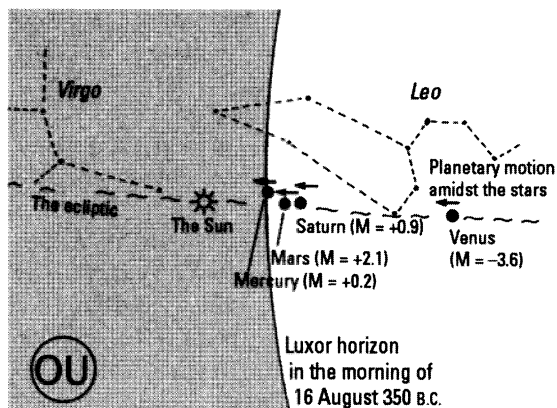 Virgo
Leo
Planetary motion
amidst the stars
The ecliptic
The Sun
Saturn (M = +0.9)
Mars (M = +2.1)
Mercury (M = +0.2)
Venus
(M = −3.6)
OU
Luxor horizon
in the morning of
16 August 350 B.C.